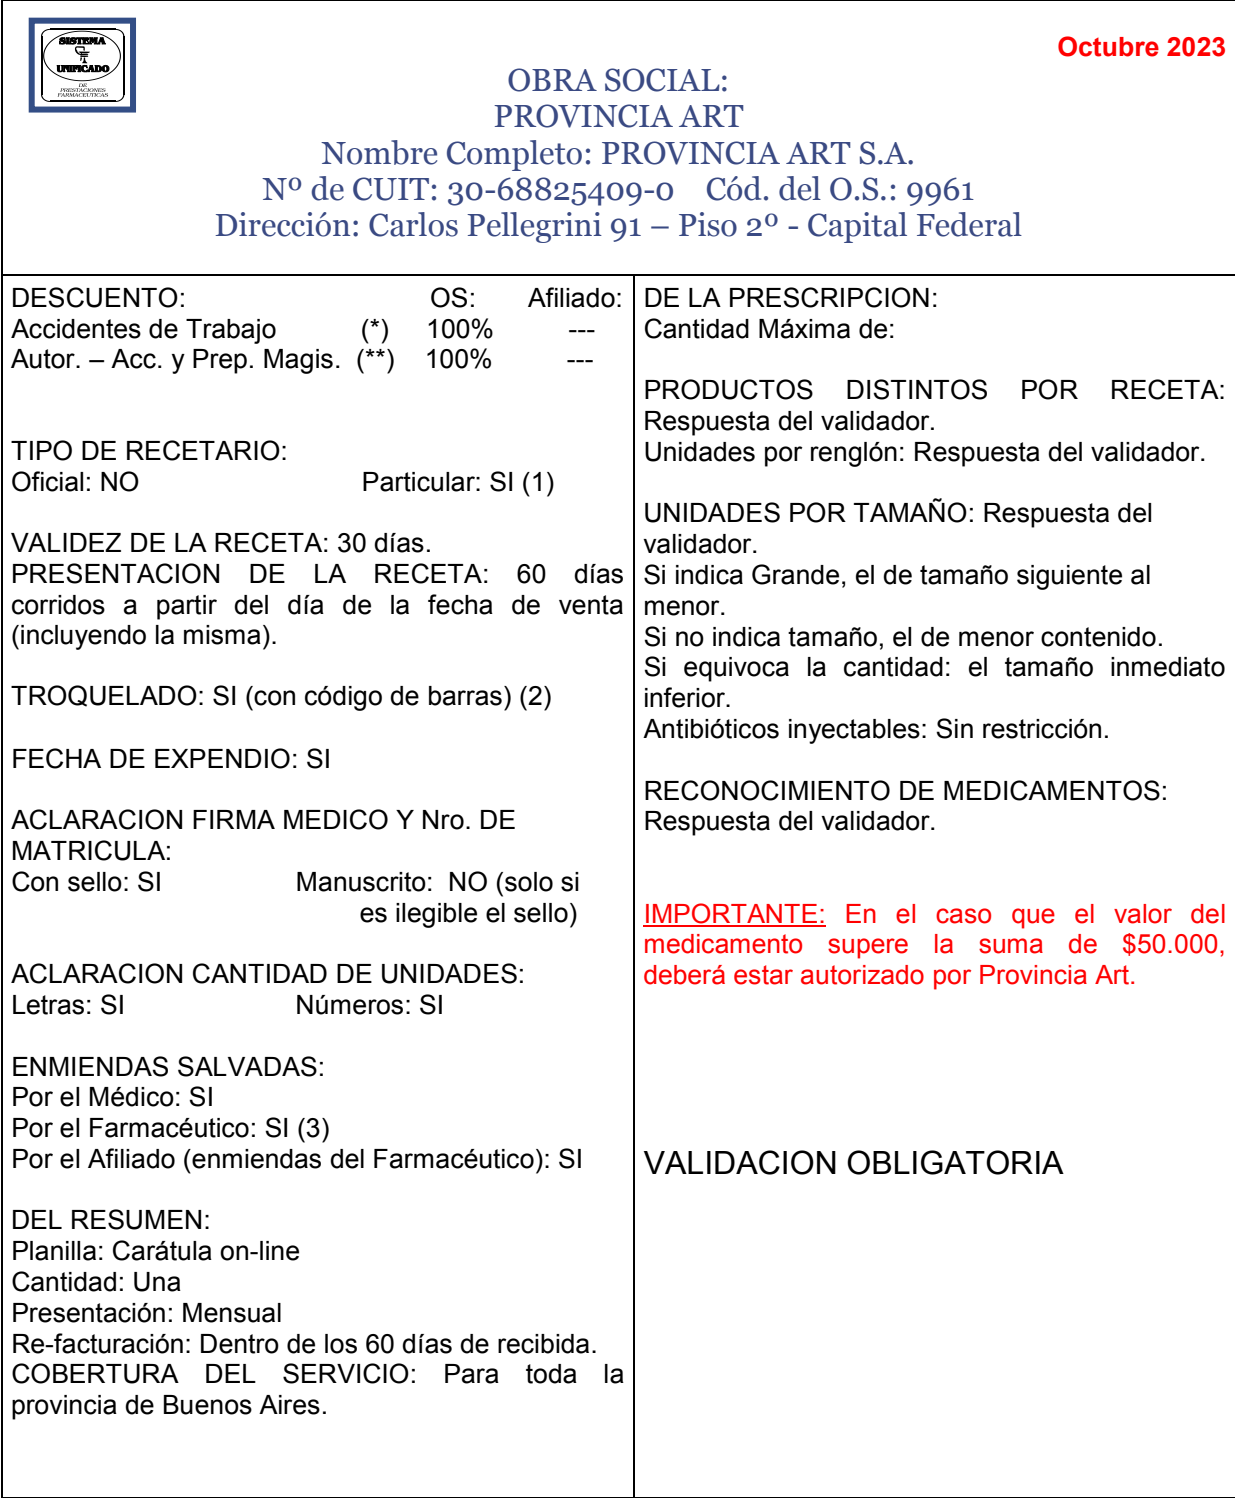 SISTEMA
UNIFICADO
DE
PRESTACIONES
FARMACEUTICAS
Octubre 2023
OBRA SOCIAL:
PROVINCIA ART
Nombre Completo: PROVINCIA ART S.A.
Nº de CUIT: 30-68825409-0    Cód. del O.S.: 9961
Dirección: Carlos Pellegrini 91 – Piso 2º - Capital Federal
DESCUENTO: OS: Afiliado:
Accidentes de Trabajo (*) 100% ---
Autor. – Acc. y Prep. Magis. (**) 100% ---
TIPO DE RECETARIO:
Oficial: NO Particular: SI (1)
VALIDEZ DE LA RECETA: 30 días.
PRESENTACION DE LA RECETA: 60 días
corridos a partir del día de la fecha de venta
(incluyendo la misma).
TROQUELADO: SI (con código de barras) (2)
FECHA DE EXPENDIO: SI
ACLARACION FIRMA MEDICO Y Nro. DE
MATRICULA:
Con sello: SI Manuscrito: NO (solo si
es ilegible el sello)
ACLARACION CANTIDAD DE UNIDADES:
Letras: SI Números: SI
ENMIENDAS SALVADAS:
Por el Médico: SI
Por el Farmacéutico: SI (3)
Por el Afiliado (enmiendas del Farmacéutico): SI
DEL RESUMEN:
Planilla: Carátula on-line
Cantidad: Una
Presentación: Mensual
Re-facturación: Dentro de los 60 días de recibida.
COBERTURA DEL SERVICIO: Para toda la
provincia de Buenos Aires.
DE LA PRESCRIPCION:
Cantidad Máxima de:
PRODUCTOS DISTINTOS POR RECETA:
Respuesta del validador.
Unidades por renglón: Respuesta del validador.
UNIDADES POR TAMAÑO: Respuesta del
validador.
Si indica Grande, el de tamaño siguiente al
menor.
Si no indica tamaño, el de menor contenido.
Si equivoca la cantidad: el tamaño inmediato
inferior.
Antibióticos inyectables: Sin restricción.
RECONOCIMIENTO DE MEDICAMENTOS:
Respuesta del validador.
IMPORTANTE: En el caso que el valor del
medicamento supere la suma de $50.000,
deberá estar autorizado por Provincia Art.
VALIDACION OBLIGATORIA